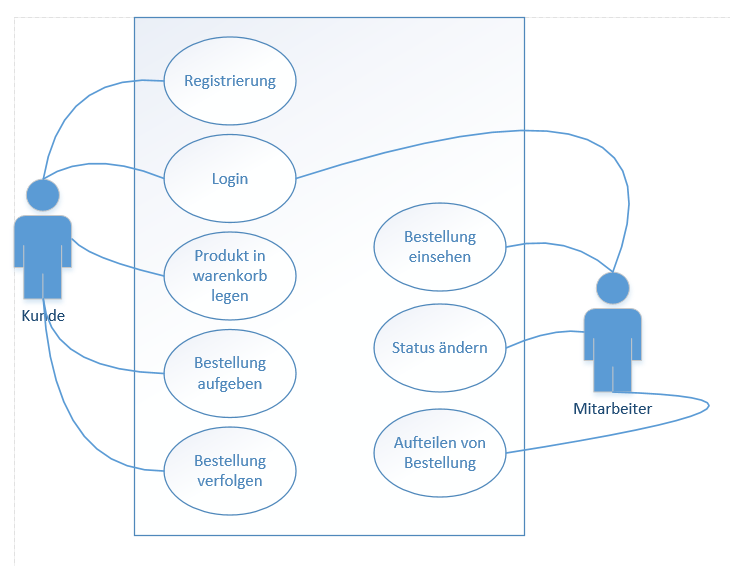 Registrierung
Login
Produkt in
warenkorb
legen
Bestellung
aufgeben
Bestellung
verfolgen
Bestellung
einsehen
Status ändern
Aufteilen von
Bestellung
Kunde
Mitarbeiter